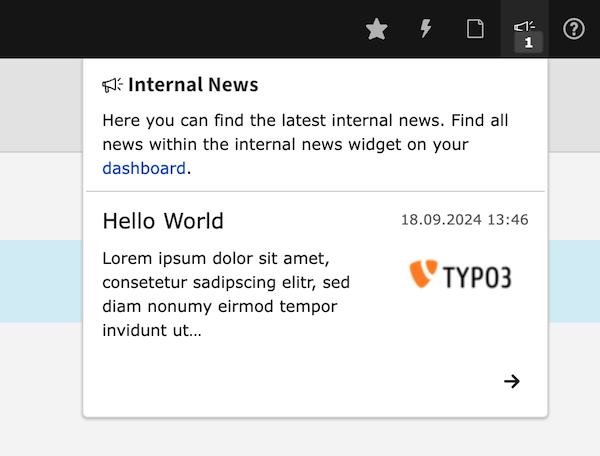 1
Internal News
Here you can find the latest internal news. Find all
news within the internal news widget on your
dashboard.
Hello World
18.09.2024 13:46
Lorem ipsum dolor sit amet,
consetetur sadipscing elitr, sed
diam nonumy eirmod tempor
invidunt ut…
TYPO3